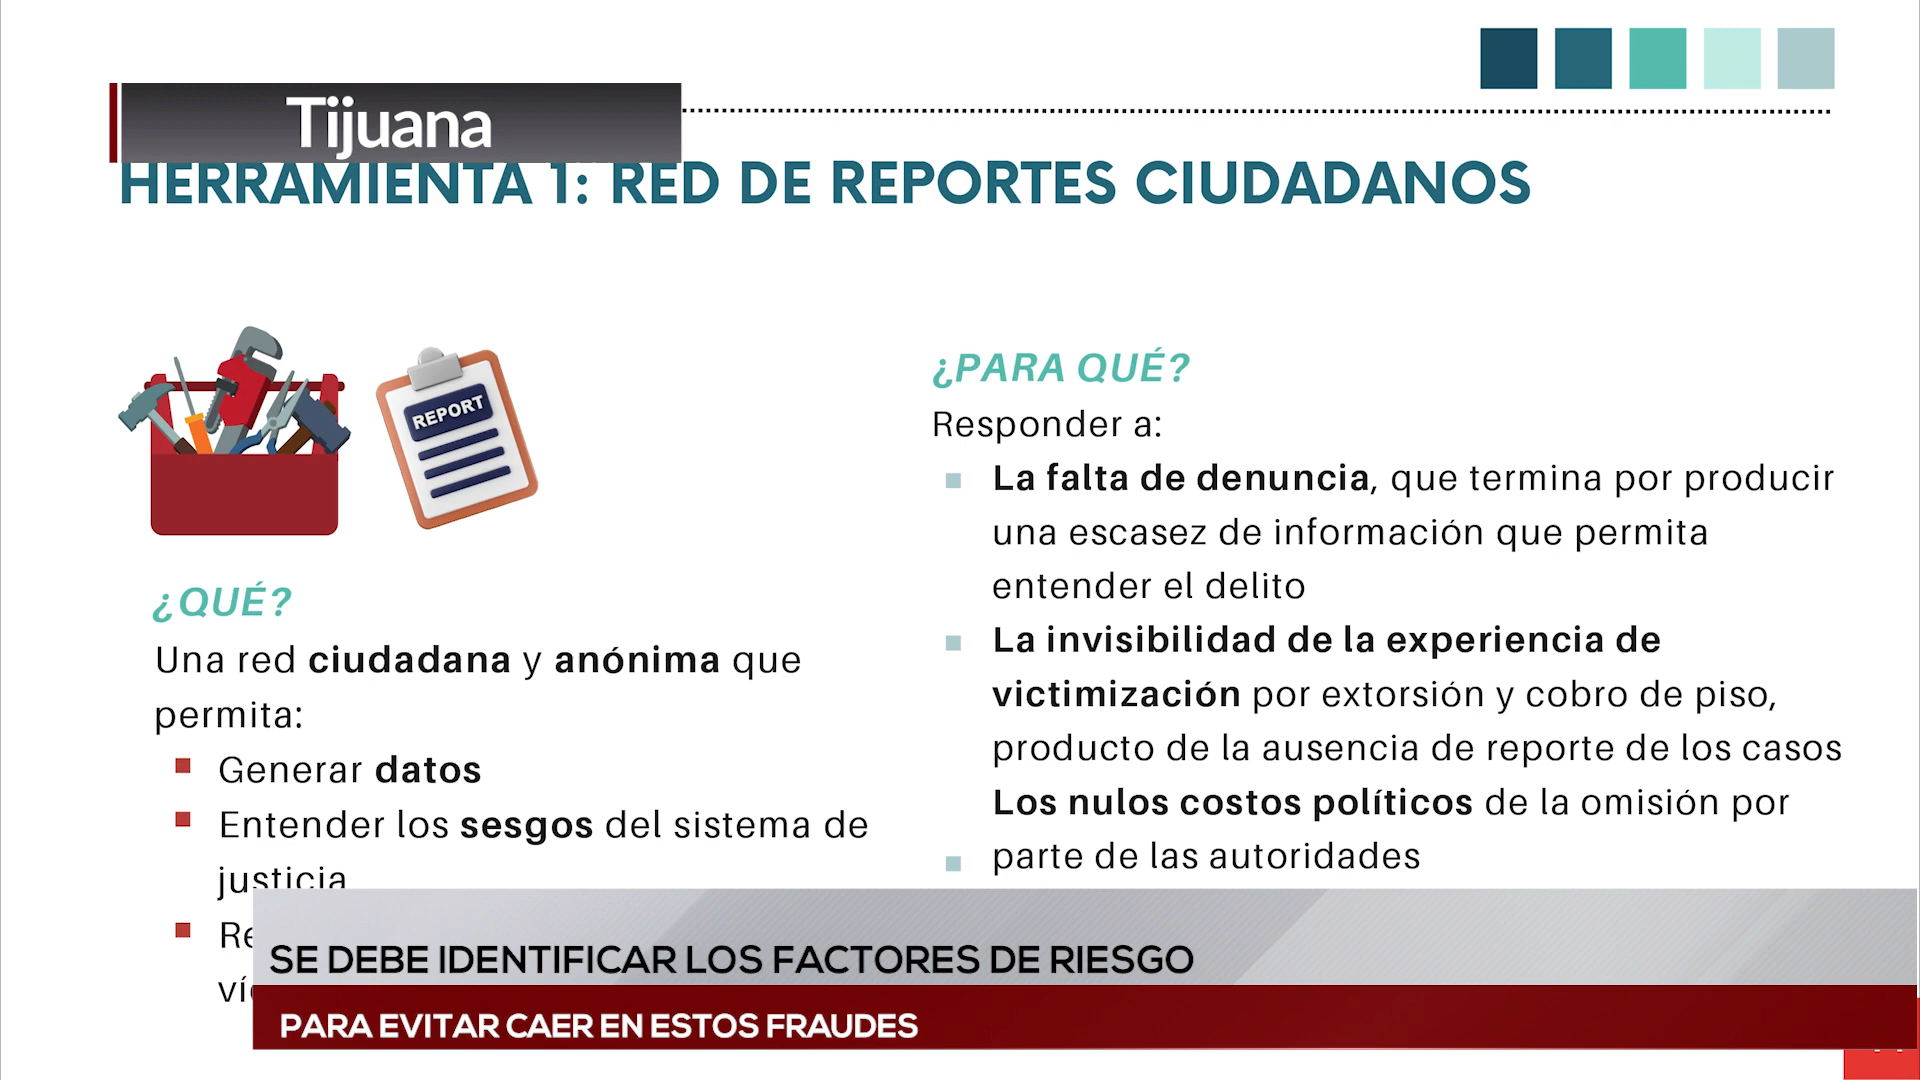 Tijuana
HERRAMIENTA 1: RED DE REPORTES CIUDADANOS
REPORT
¿QUÉ?
Una red ciudadana y anónima que
permita:
Generar datos
Entender los sesgos del sistema de
justicia
¿PARA QUÉ?
Responder a:
La falta de denuncia, que termina por producir
una escasez de información que permita
entender el delito
La invisibilidad de la experiencia de
victimización por extorsión y cobro de piso,
producto de la ausencia de reporte de los casos
Los nulos costos políticos de la omisión por
parte de las autoridades
SE DEBE IDENTIFICAR LOS FACTORES DE RIESGO
PARA EVITAR CAER EN ESTOS FRAUDES